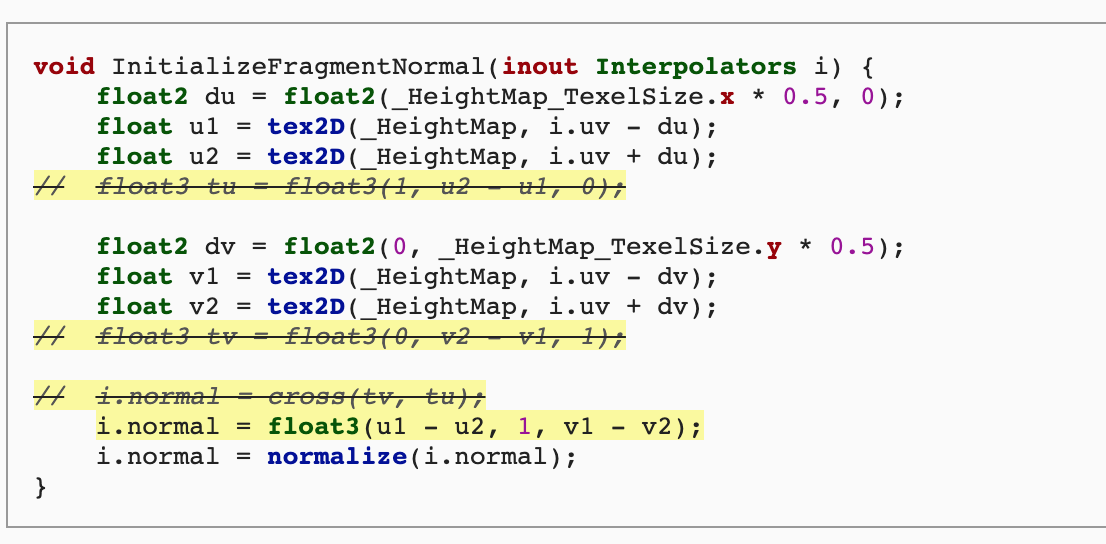 void InitializeFragmentNormal(inout Interpolators i) {
    float2 du = float2(_HeightMap_TexelSize.x * 0.5, 0);
    float u1 = tex2D(_HeightMap, i.uv - du);
    float u2 = tex2D(_HeightMap, i.uv + du);
//  float3 tu = float3(1, u2 - u1, 0);

    float2 dv = float2(0, _HeightMap_TexelSize.y * 0.5);
    float v1 = tex2D(_HeightMap, i.uv - dv);
    float v2 = tex2D(_HeightMap, i.uv + dv);
//  float3 tv = float3(0, v2 - v1, 1);

//  i.normal = cross(tv, tu);
    i.normal = float3(u1 - u2, 1, v1 - v2);
    i.normal = normalize(i.normal);
}